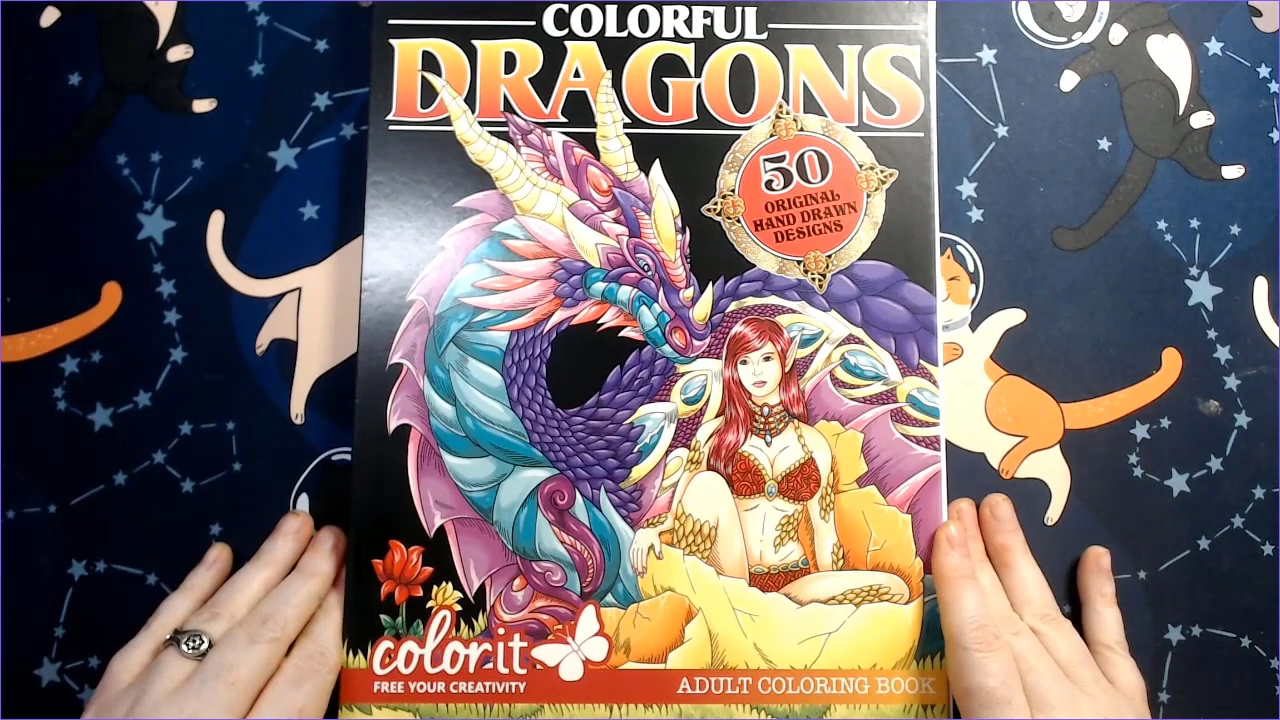 COLORFUL
DRAGONS
50
ORIGINAL
HAND DRAWN
DESIGNS
colorit
FREE YOUR CREATIVITY
ADULT COLORING BOOK